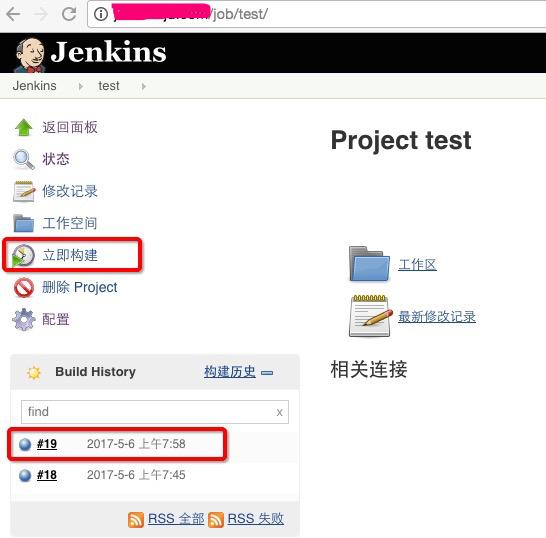 /job/test/
Jenkins
Jenkins test
返回面板
状态
修改记录
工作空间
立即构建
删除 Project
配置
Build History 构建历史
find x
#19 2017-5-6 上午7:58
#18 2017-5-6 上午7:45
RSS 全部 RSS 失败
Project test
工作区
最新修改记录
相关连接